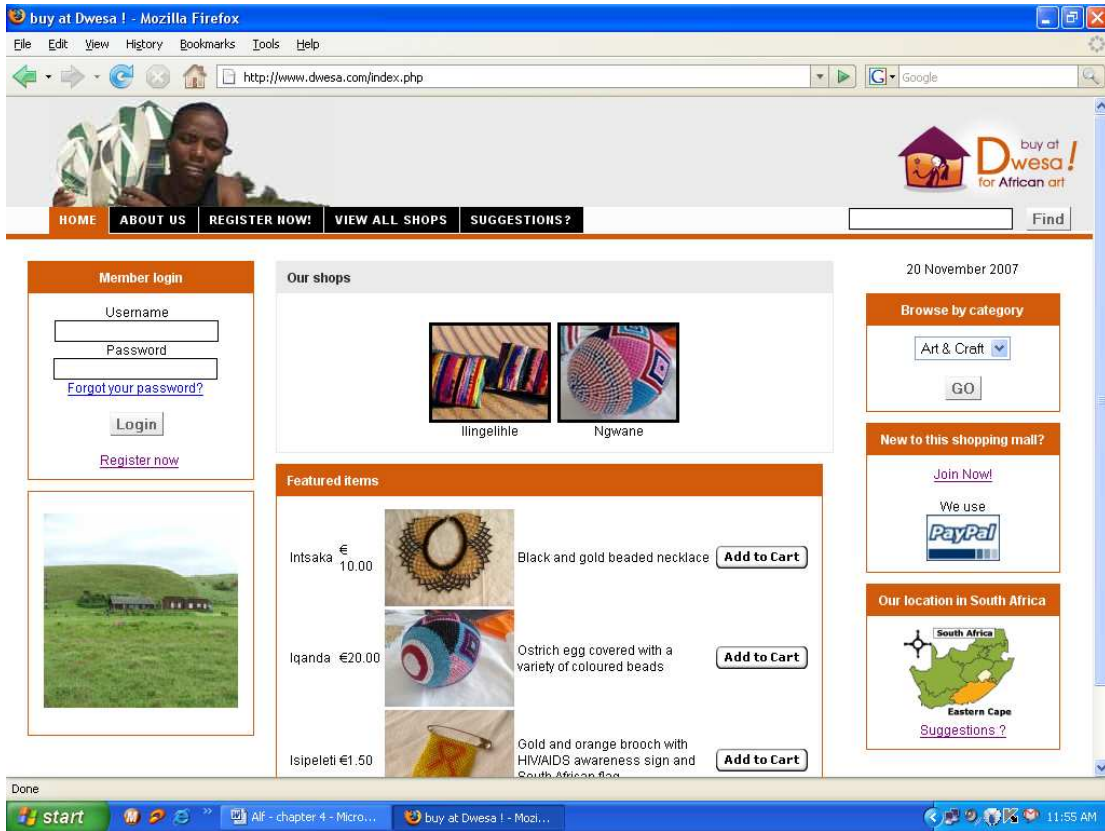 buy at Dwesa ! - Mozilla Firefox
File Edit View History Bookmarks Tools Help
http://www.dwesa.com/index.php
Google
buy at
Dwesa!
for African art
HOME ABOUT US REGISTER NOW! VIEW ALL SHOPS SUGGESTIONS?
Find
Member login
Username
Password
Forgot your password?
Login
Register now
Our shops
Ilingelihle Ngwane
Featured items
Intsaka € 10.00 Black and gold beaded necklace Add to Cart
Iqanda €20.00 Ostrich egg covered with a
variety of coloured beads Add to Cart
Isipeleti €1.50 Gold and orange brooch with
HIV/AIDS awareness sign and
South African flag
Add to Cart
20 November 2007
Browse by category
Art & Craft
GO
New to this shopping mall?
Join Now!
We use
PayPal
Our location in South Africa
South Africa
Eastern Cape
Suggestions ?
Done
start Alf - chapter 4 - Micro... buy at Dwesa ! - Mozi... 11:55 AM